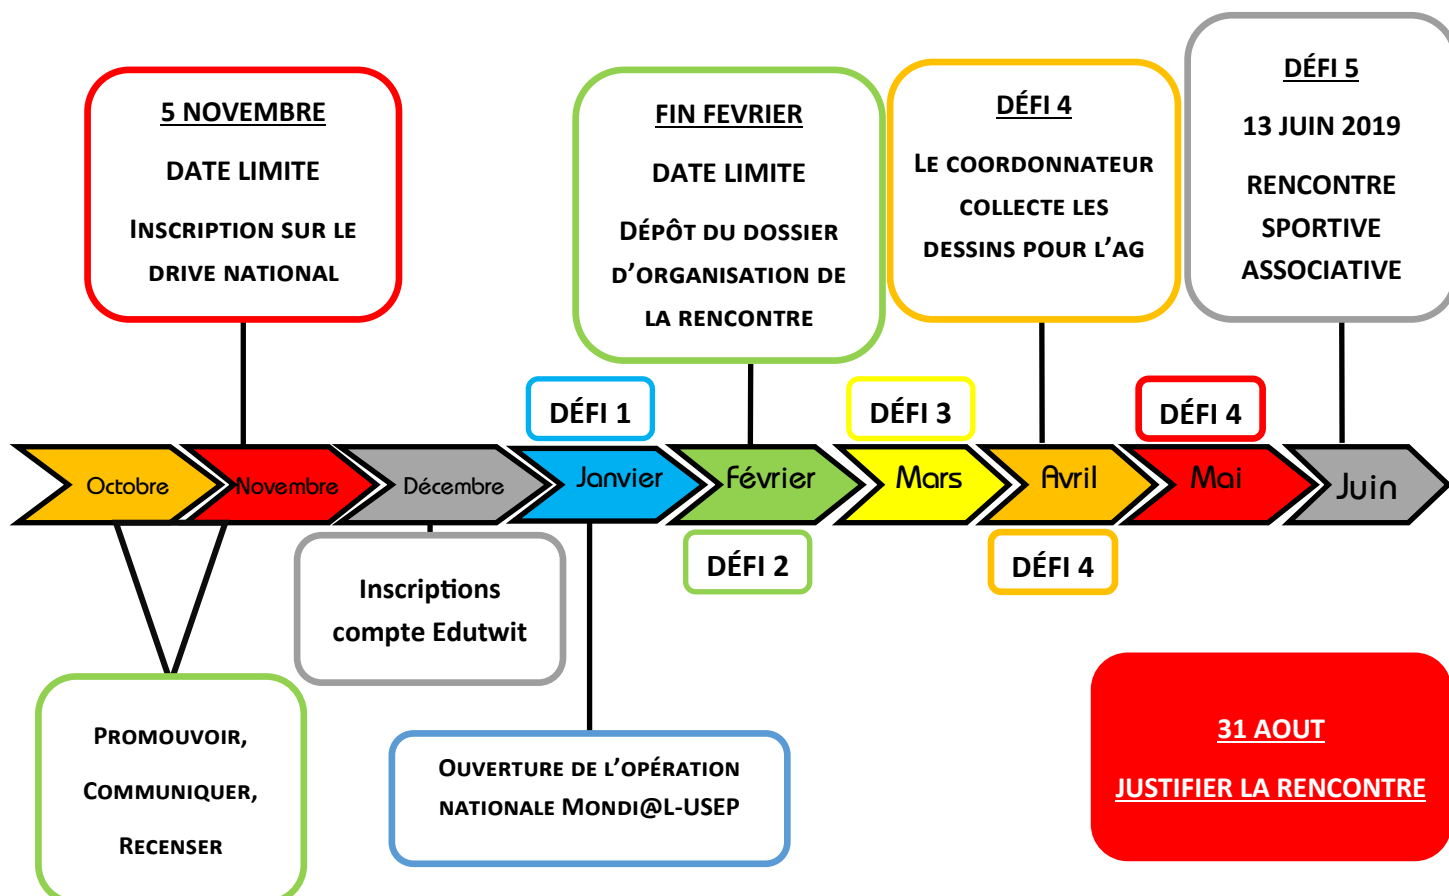 5 NOVEMBRE
DATE LIMITE
INSCRIPTION SUR LE
DRIVE NATIONAL
FIN FEVRIER
DATE LIMITE
DÉPÔT DU DOSSIER
D’ORGANISATION DE
LA RENCONTRE
DÉFI 4
LE COORDONNATEUR
COLLECTE LES
DESSINS POUR L’AG
DÉFI 5
13 JUIN 2019
RENCONTRE
SPORTIVE
ASSOCIATIVE
DÉFI 1
DÉFI 3
DÉFI 4
Octobre
Novembre
Décembre
Janvier
Février
Mars
Avril
Mai
Juin
DÉFI 2
DÉFI 4
Inscriptions
compte Edutwit
PROMOUVOIR,
COMMUNIQUER,
RECENSER
OUVERTURE DE L’OPÉRATION
NATIONALE MONDI@L-USEP
31 AOUT
JUSTIFIER LA RENCONTRE